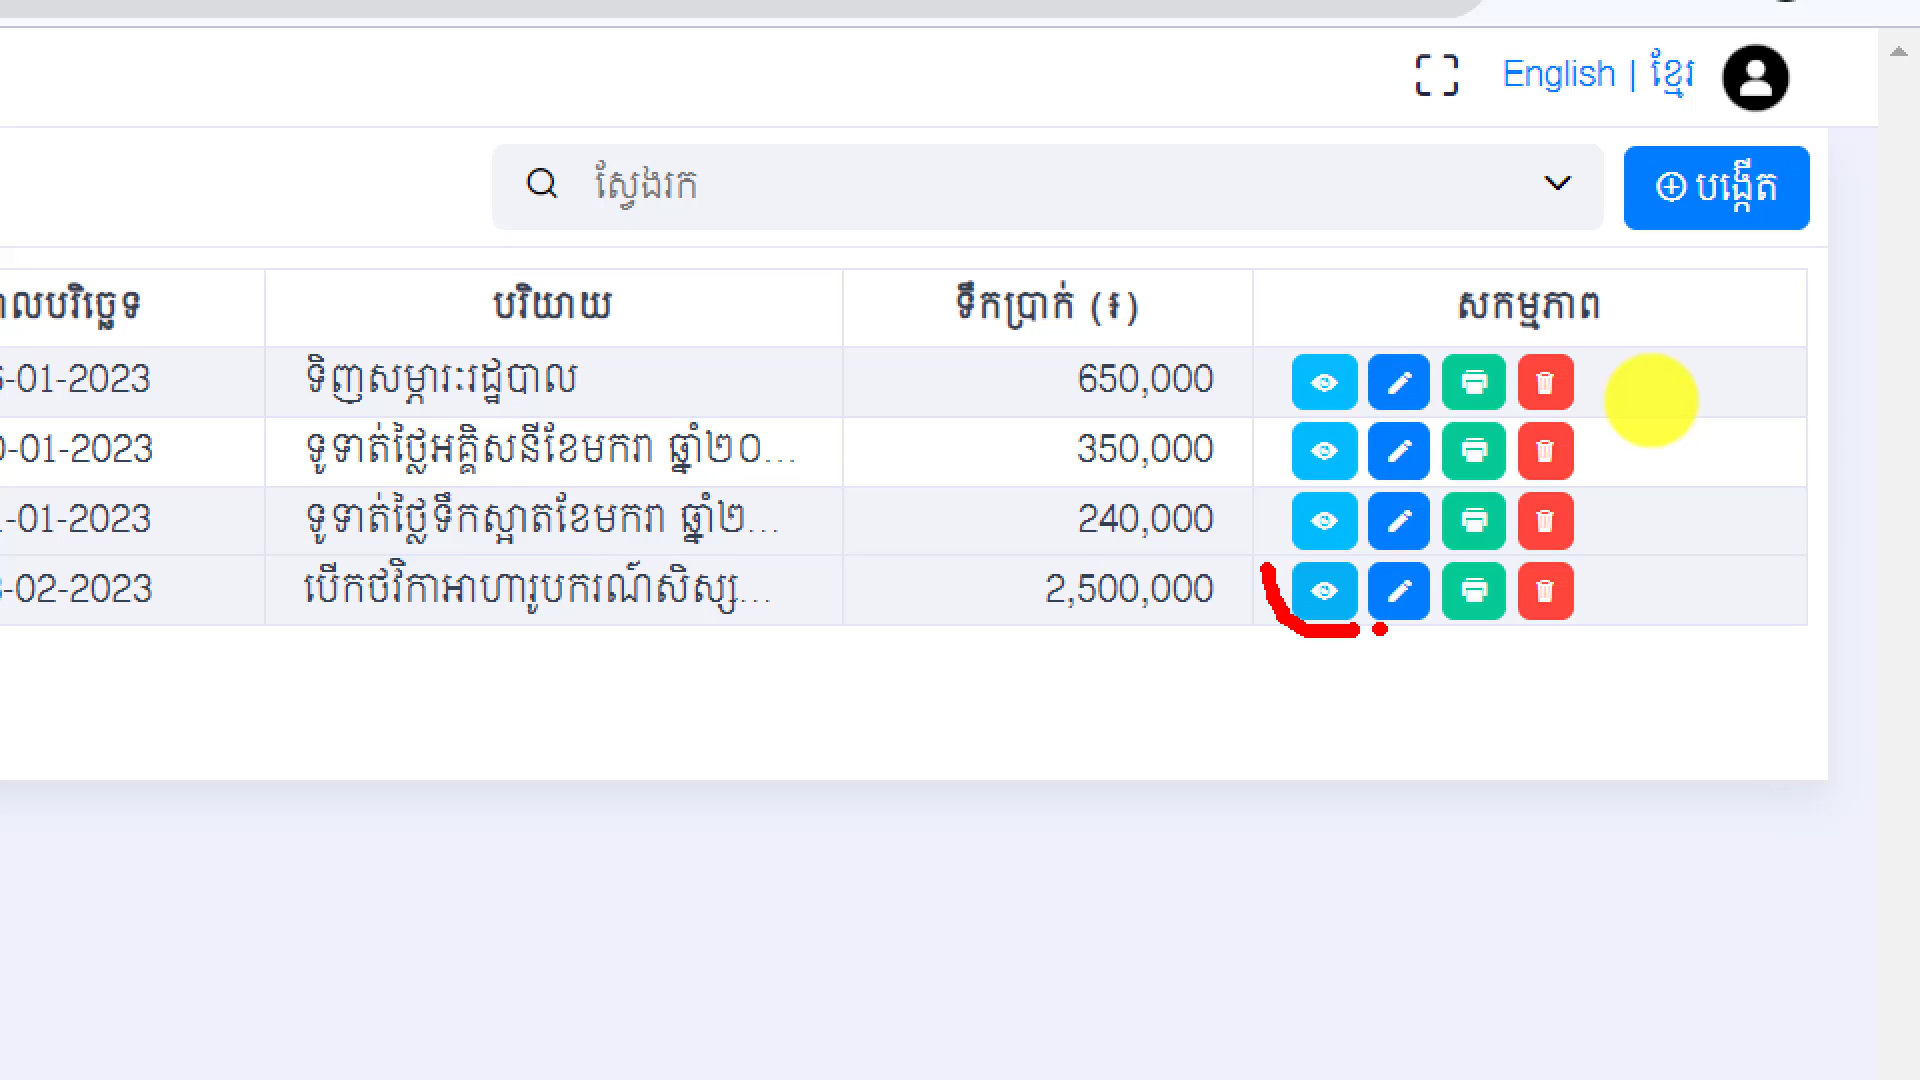 English | ខ្មែរ
ស្វែងរក
បង្កើត
បរិយាយ ទឹកប្រាក់ (៛) សកម្មភាព
-01-2023 ទិញសម្ភារៈរដ្ឋបាល 650,000
-01-2023 ទូទាត់ថ្លៃអគ្គិសនីខែមករា ឆ្នាំ២០... 350,000
-01-2023 ទូទាត់ថ្លៃទឹកស្អាតខែមករា ឆ្នាំ២... 240,000
-02-2023 បើកថវិកាអាហារូបករណ៍សិស្ស... 2,500,000